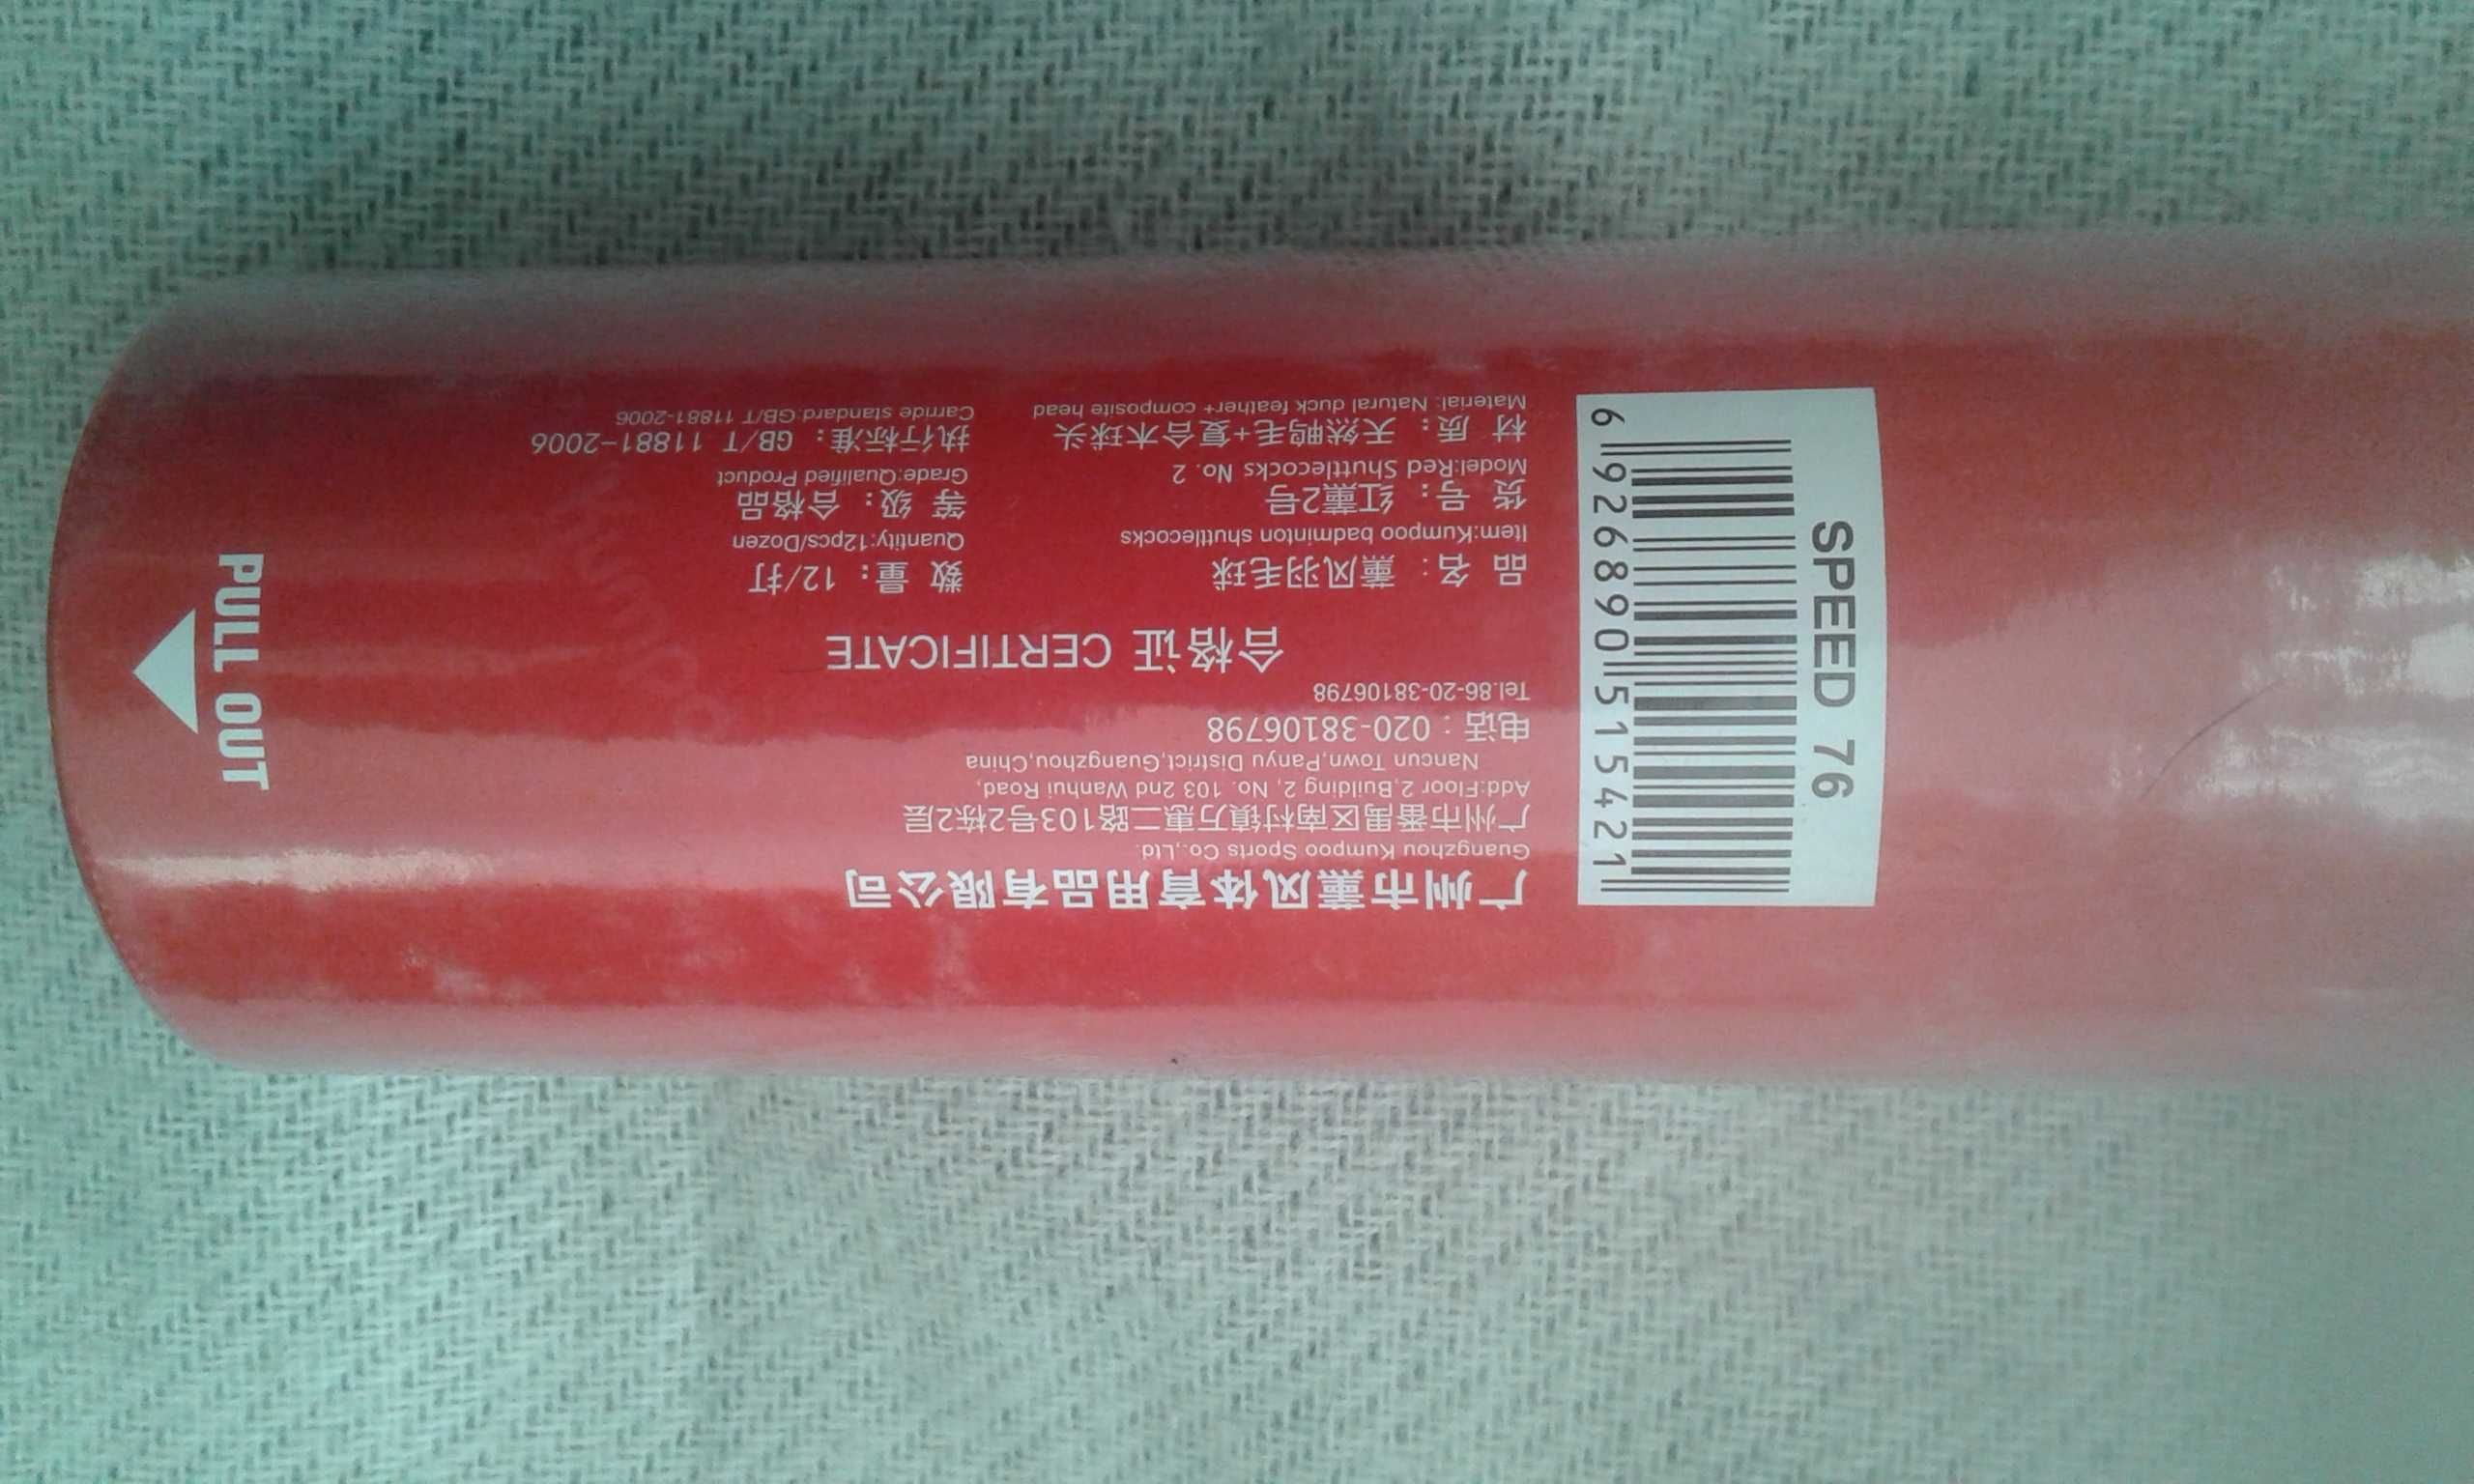 广州市薰风体育用品有限公司
Guangzhou Kumpoo Sports Co.,Ltd.
广州市番禺区南村镇万惠二路103号2栋2层
Add:Floor 2,Building 2, No. 103 2nd Wanhui Road,
Nancun Town,Panyu District,Guangzhou,China
电话：020-38106798
Tel.86-20-38106798
合格证 CERTIFICATE
品 名：薰风羽毛球
Item:Kumpoo badminton shuttlecocks
货 号：红薰2号
Model:Red Shuttlecocks No. 2
材 质：天然鸭毛+复合木球头
Material: Natural duck feather+ composite head
数 量：12/打
Quantity:12pcs/Dozen
等 级：合格品
Grade:Qualified Product
执行标准：GB/T 11881-2006
Carride standard:GB/T 11881-2006
6 926890 515421
SPEED 76
PULL OUT